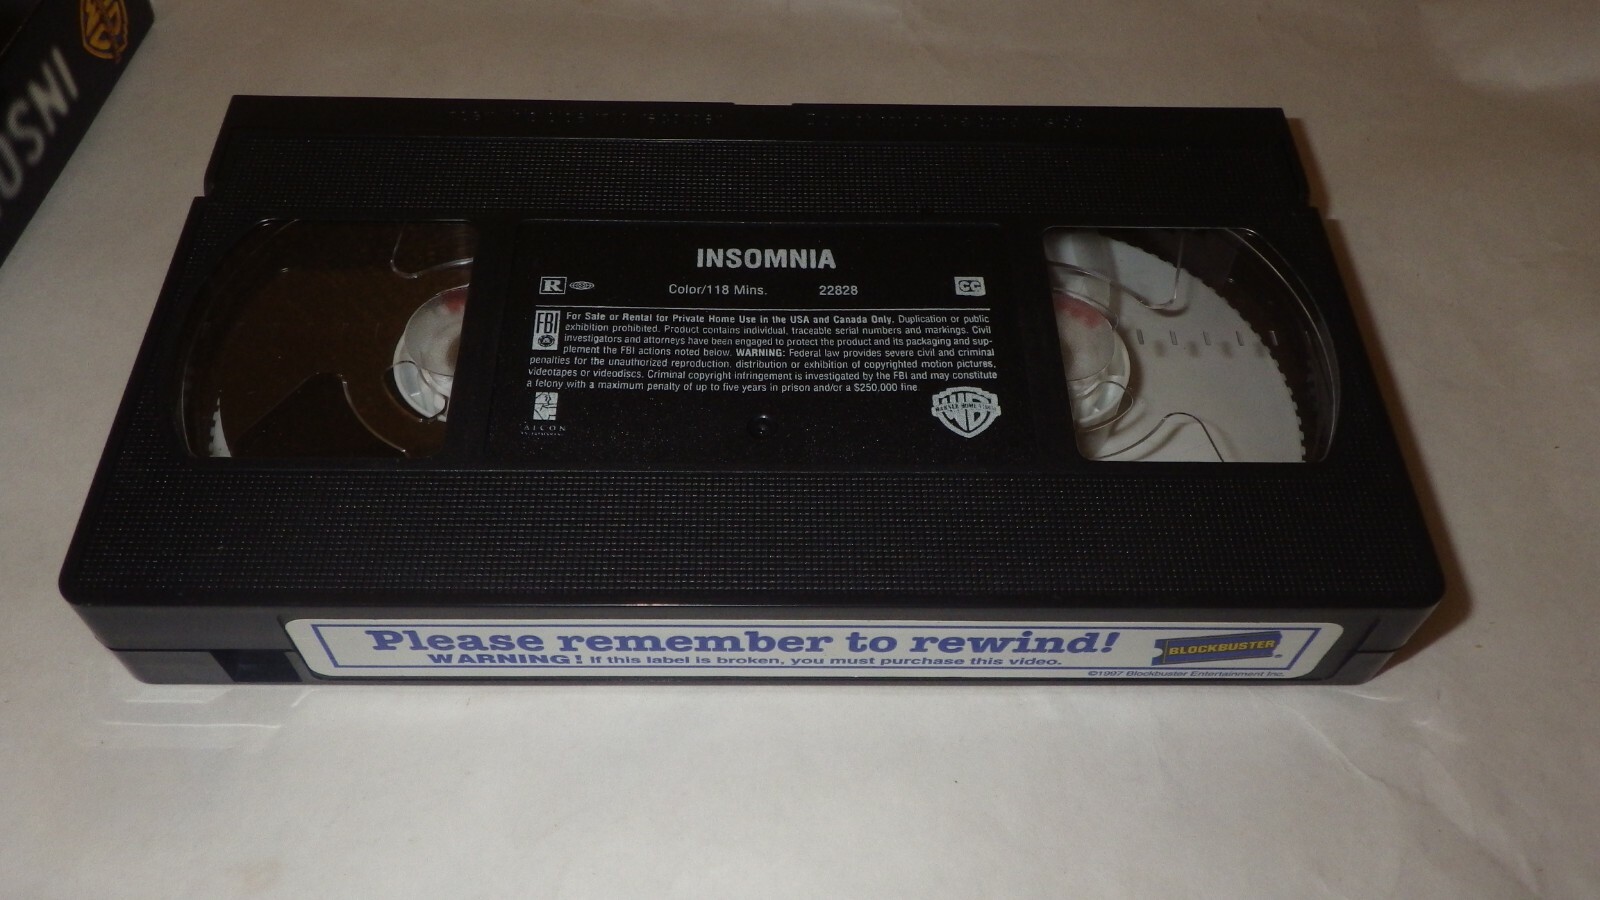 INSOMNI
INSOMNIA
R
Color/118 Mins.
22828
CC
FBI
For Sale or Rental for Private Home Use in the USA and Canada Only. Duplication or public
exhibition prohibited. Product contains individual, traceable serial numbers and markings. Civil
investigators and attorneys have been engaged to protect the product and its packaging and sup-
plement the FBI actions noted below. WARNING: Federal law provides severe civil and criminal
penalties for the unauthorized reproduction, distribution or exhibition of copyrighted motion pictures,
videotapes or videodiscs. Criminal copyright infringement is investigated by the FBI and may constitute
a felony with a maximum penalty of up to five years in prison and/or a $250,000 fine.
ALCON
WARNER HOME VIDEO
Please remember to rewind!
WARNING! If this label is broken, you must purchase this video.
BLOCKBUSTER®
©1997 Blockbuster Entertainment Inc.